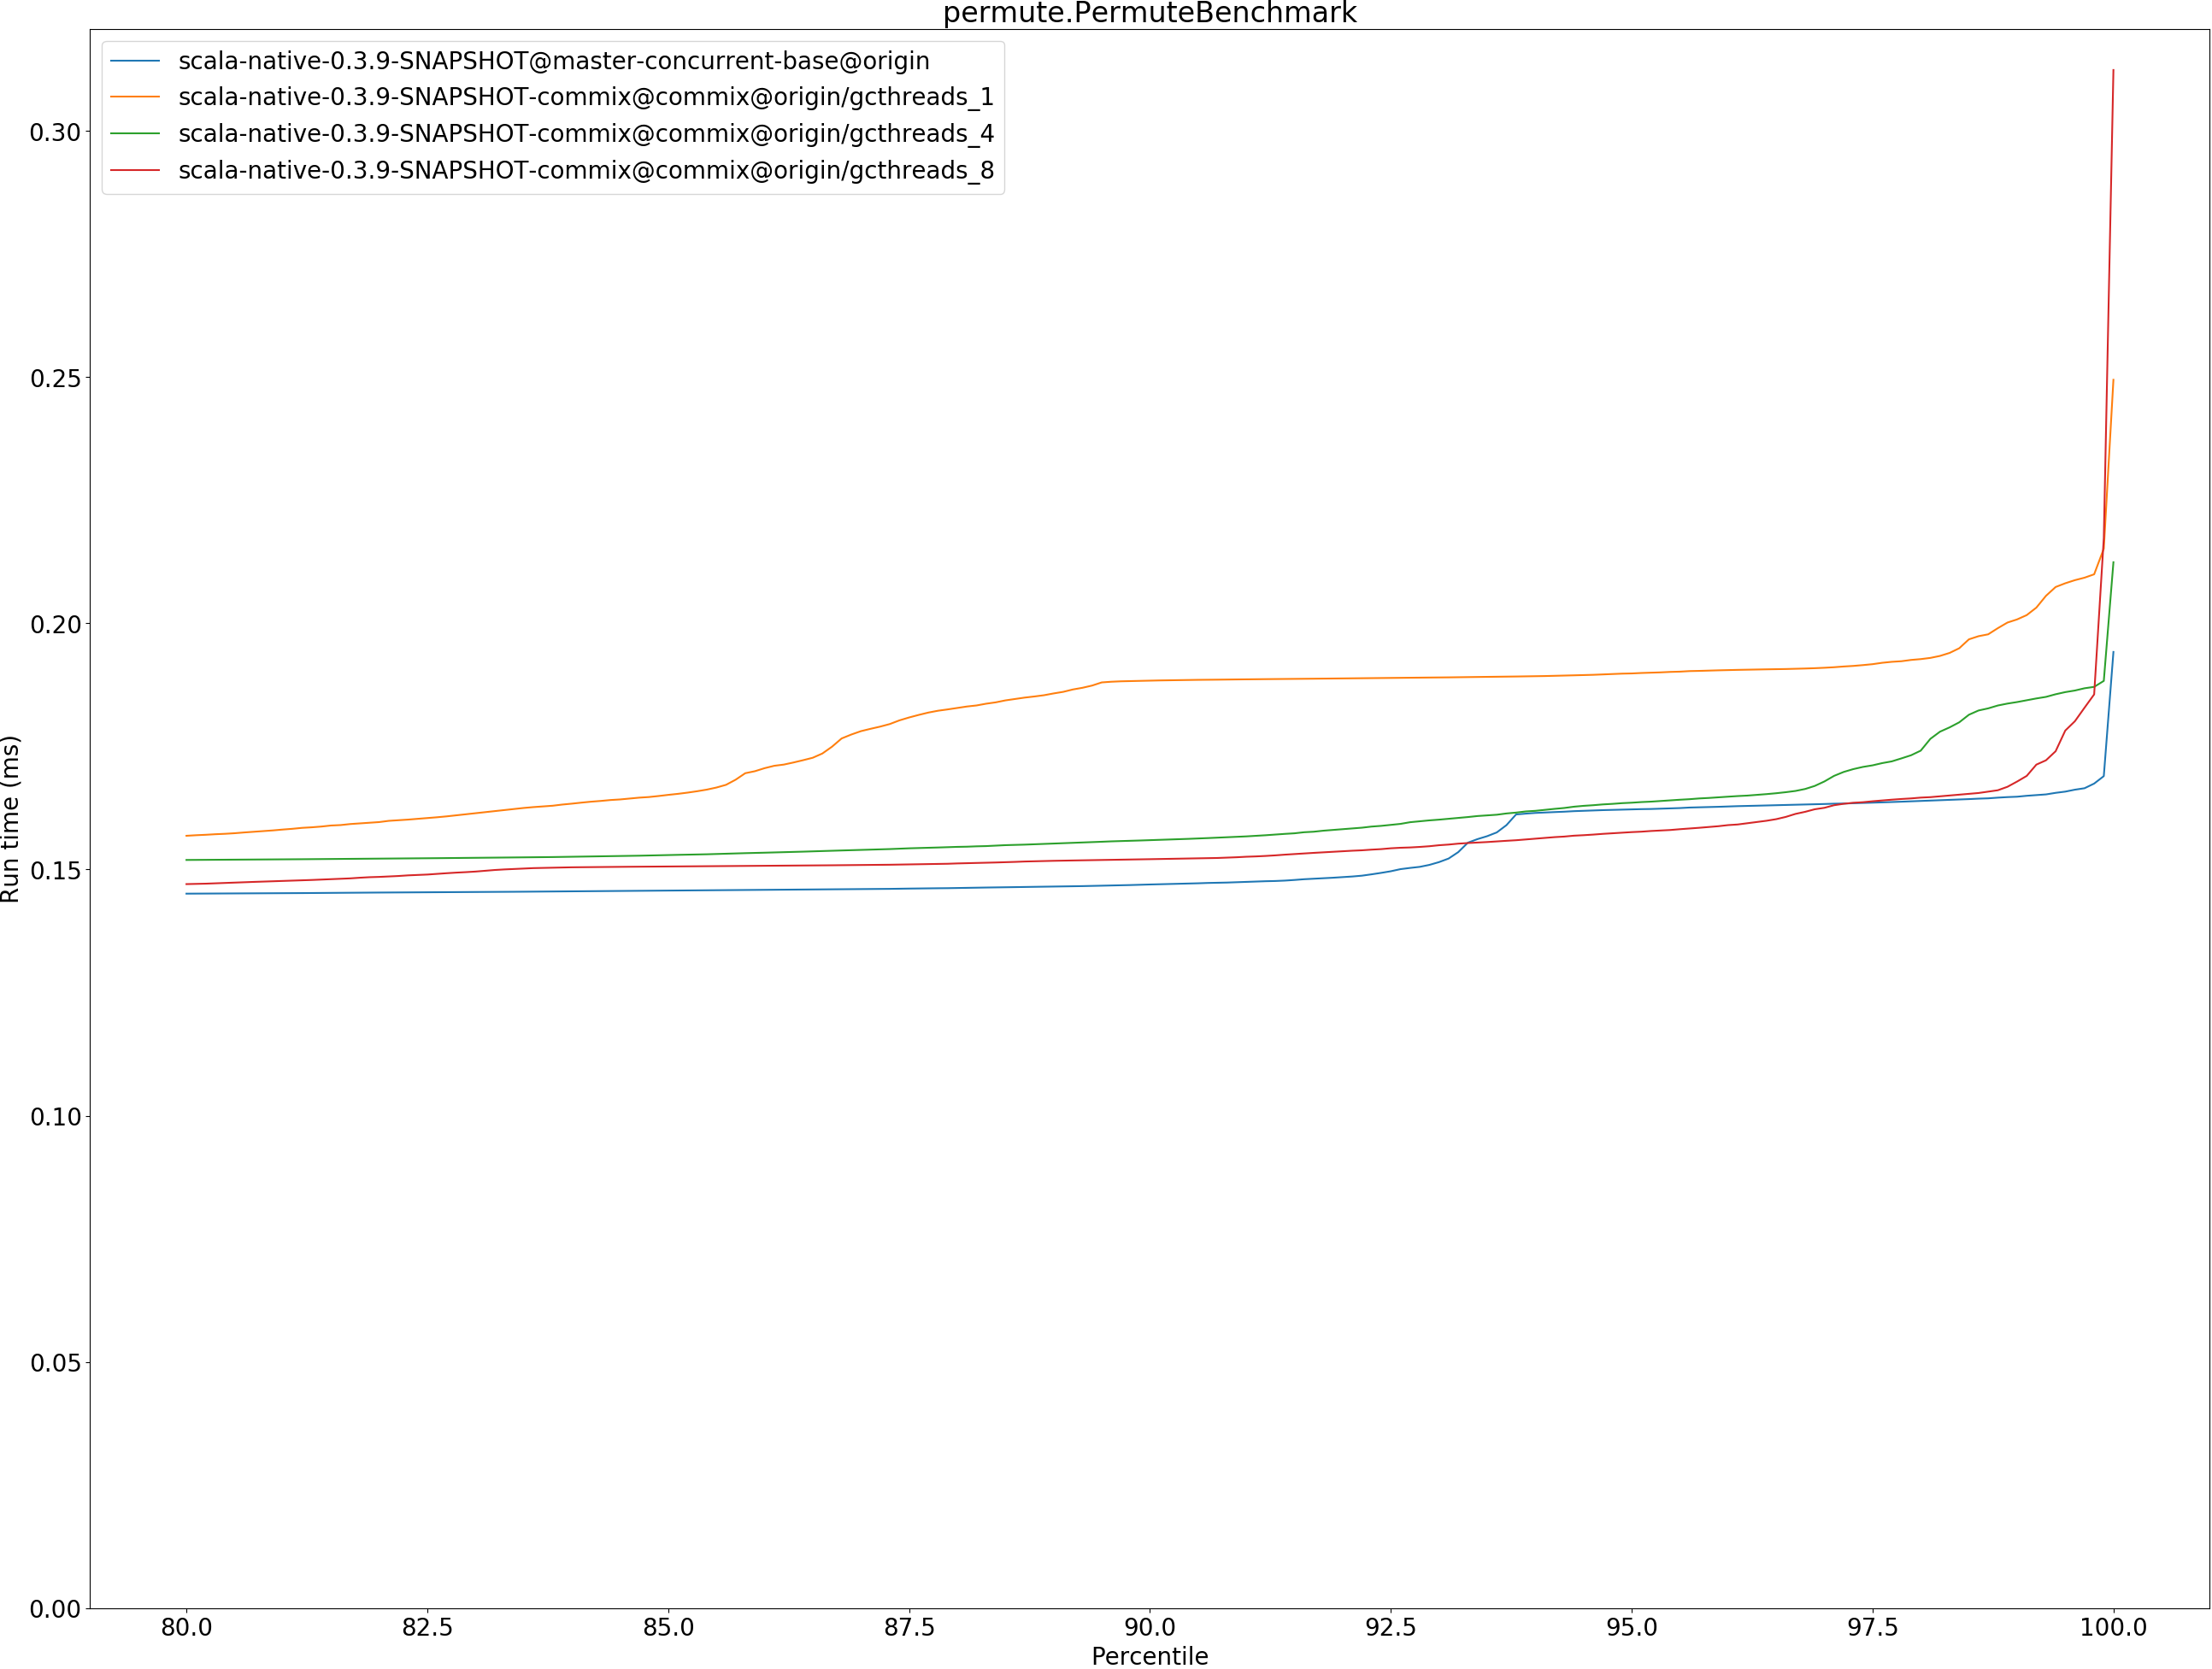 permute.PermuteBenchmark
scala-native-0.3.9-SNAPSHOT@master-concurrent-base@origin
scala-native-0.3.9-SNAPSHOT-commix@commix@origin/gcthreads_1
scala-native-0.3.9-SNAPSHOT-commix@commix@origin/gcthreads_4
scala-native-0.3.9-SNAPSHOT-commix@commix@origin/gcthreads_8
0.30
0.25
0.20
0.15
0.10
0.05
0.00
Run time (ms)
80.0 82.5 85.0 87.5 90.0 92.5 95.0 97.5 100.0
Percentile